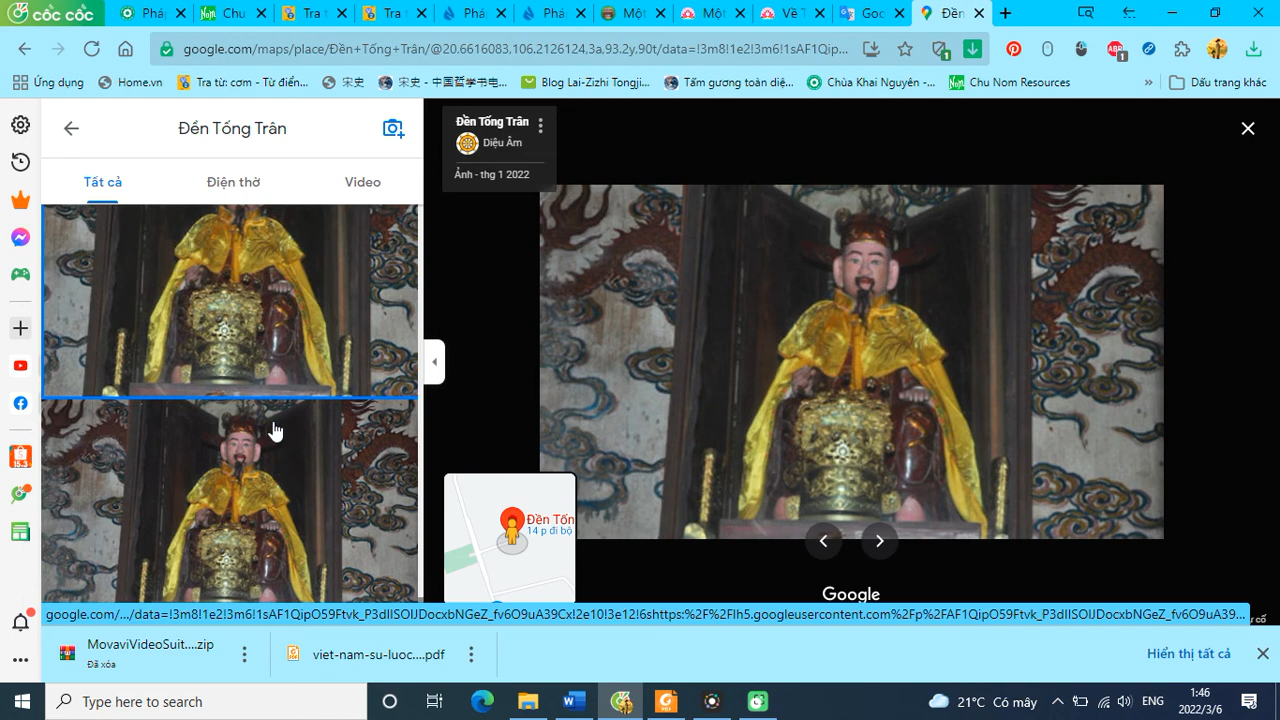 cốc cốc
Pháp
Chu
Tra t
Tra t
Phá
Phá
Một
Một
Về T
Goo
Đền
google.com/maps/place/Đền+Tống+Trân/@20.6616083,106.2126124,3a,93.2y,90t/data=!3m8!1e2!3m6!1sAF1Qip...
Ứng dụng
Home.vn
Tra từ: cơm - Từ điển...
宋史
宋史 - 中國哲學书电...
Blog Lai-Zizhi Tongji...
Tấm gương toàn diệ...
Chùa Khai Nguyên -...
Chu Nom Resources
»
Dấu trang khác
Đền Tống Trân
Tất cả
Điện thờ
Video
Đền Tống Trân
Diệu Âm
Ảnh - thg 1 2022
Đền Tốn
14 p đi bộ
Google
google.com/.../data=!3m8!1e2!3m6!1sAF1QipO59Ftvk_P3dIISOIJDocxbNGeZ_fv6O9uA39Cx!2e10!3e12!6shttps:%2F%2Flh5.googleusercontent.com%2Fp%2FAF1QipO59Ftvk_P3dIISOIJDocxbNGeZ_fv6O9uA39...
MovaviVideoSuit....zip
Đã xóa
viet-nam-su-luoc....pdf
Hiển thị tất cả
Type here to search
21°C Có mây
ENG
1:46
2022/3/6